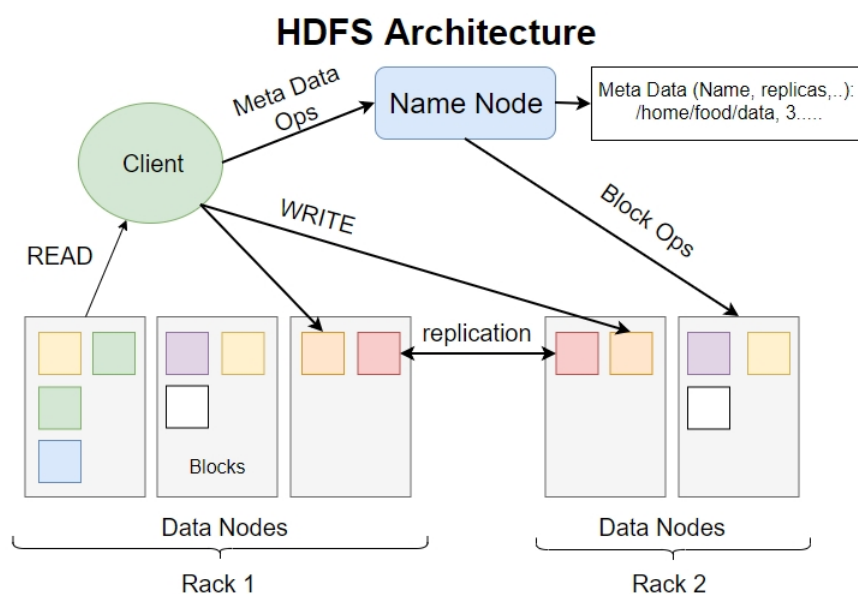 HDFS Architecture
Meta Data
Ops
Name Node
Meta Data (Name, replicas,..):
/home/food/data, 3.....
Client
READ
WRITE
Block Ops
replication
Blocks
Data Nodes
Data Nodes
Rack 1
Rack 2